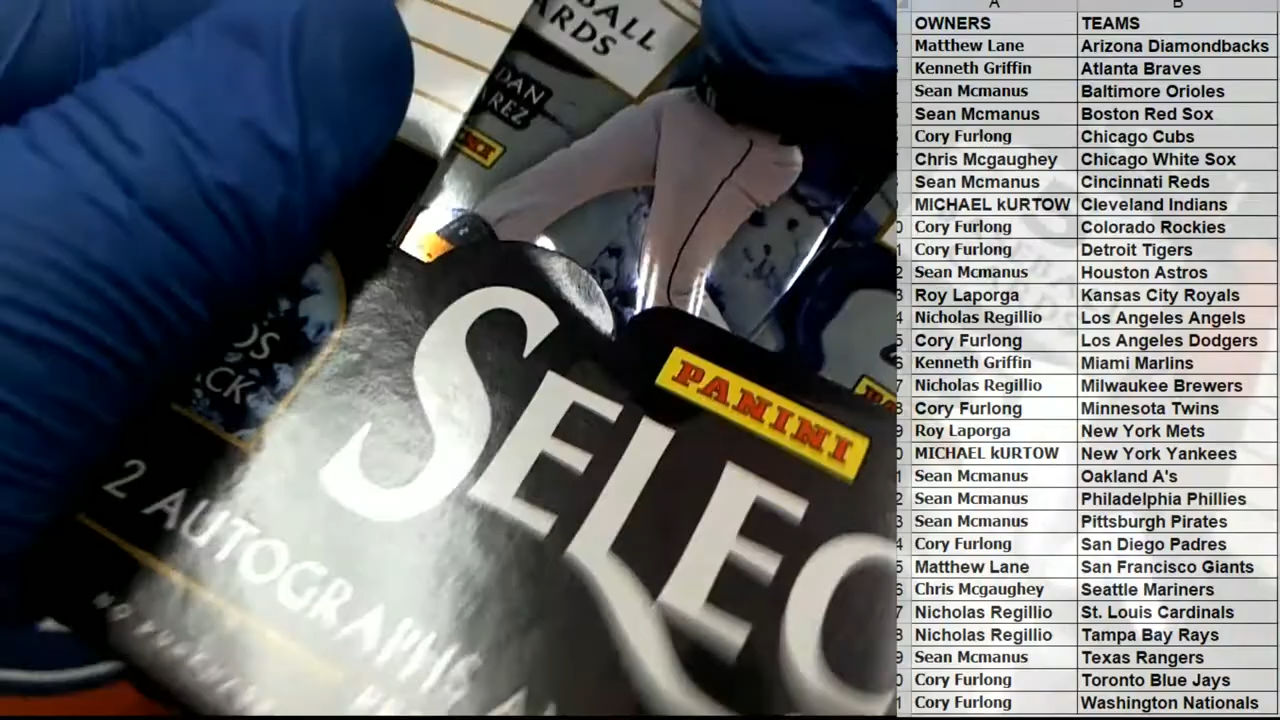 BALL
ARDS
DAN
REZ
PANINI
SELEC
OS
CK
2 AUTOGRAPHS
A B
OWNERS TEAMS
Matthew Lane Arizona Diamondbacks
Kenneth Griffin Atlanta Braves
Sean Mcmanus Baltimore Orioles
Sean Mcmanus Boston Red Sox
Cory Furlong Chicago Cubs
Chris Mcgaughey Chicago White Sox
Sean Mcmanus Cincinnati Reds
MICHAEL kURTOW Cleveland Indians
Cory Furlong Colorado Rockies
Cory Furlong Detroit Tigers
Sean Mcmanus Houston Astros
Roy Laporga Kansas City Royals
Nicholas Regillio Los Angeles Angels
Cory Furlong Los Angeles Dodgers
Kenneth Griffin Miami Marlins
Nicholas Regillio Milwaukee Brewers
Cory Furlong Minnesota Twins
Roy Laporga New York Mets
MICHAEL kURTOW New York Yankees
Sean Mcmanus Oakland A's
Sean Mcmanus Philadelphia Phillies
Sean Mcmanus Pittsburgh Pirates
Cory Furlong San Diego Padres
Matthew Lane San Francisco Giants
Chris Mcgaughey Seattle Mariners
Nicholas Regillio St. Louis Cardinals
Nicholas Regillio Tampa Bay Rays
Sean Mcmanus Texas Rangers
Cory Furlong Toronto Blue Jays
Cory Furlong Washington Nationals